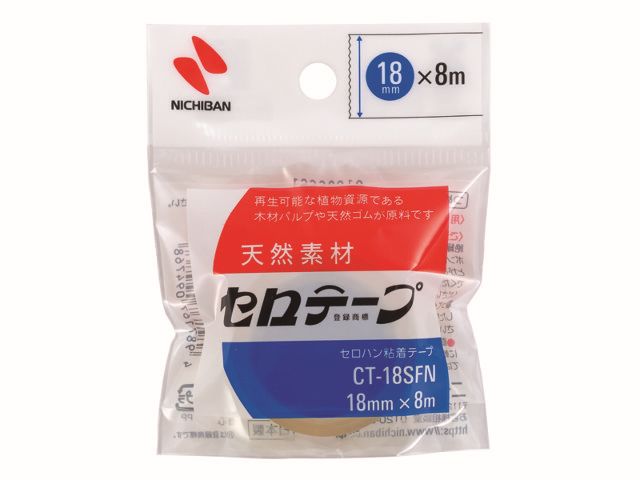 NICHIBAN
18 mm ×8m
再生可能な植物資源である
木材パルプや天然ゴムが原料です
天然素材
セロテープ
登録商標
セロハン粘着テープ
CT-18SFN
18mm×8m